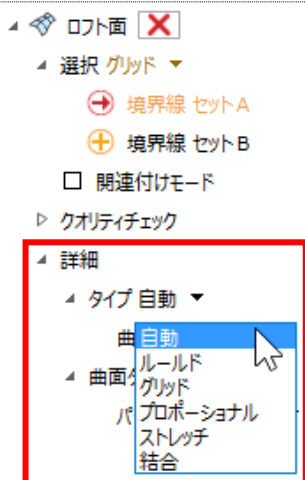 ロフト面
選択 グリッド
境界線 セットA
境界線 セットB
関連付けモード
クオリティチェック
詳細
タイプ 自動
曲
自動
ルールド
曲面
グリッド
パ
プロポーショナル
ストレッチ
結合